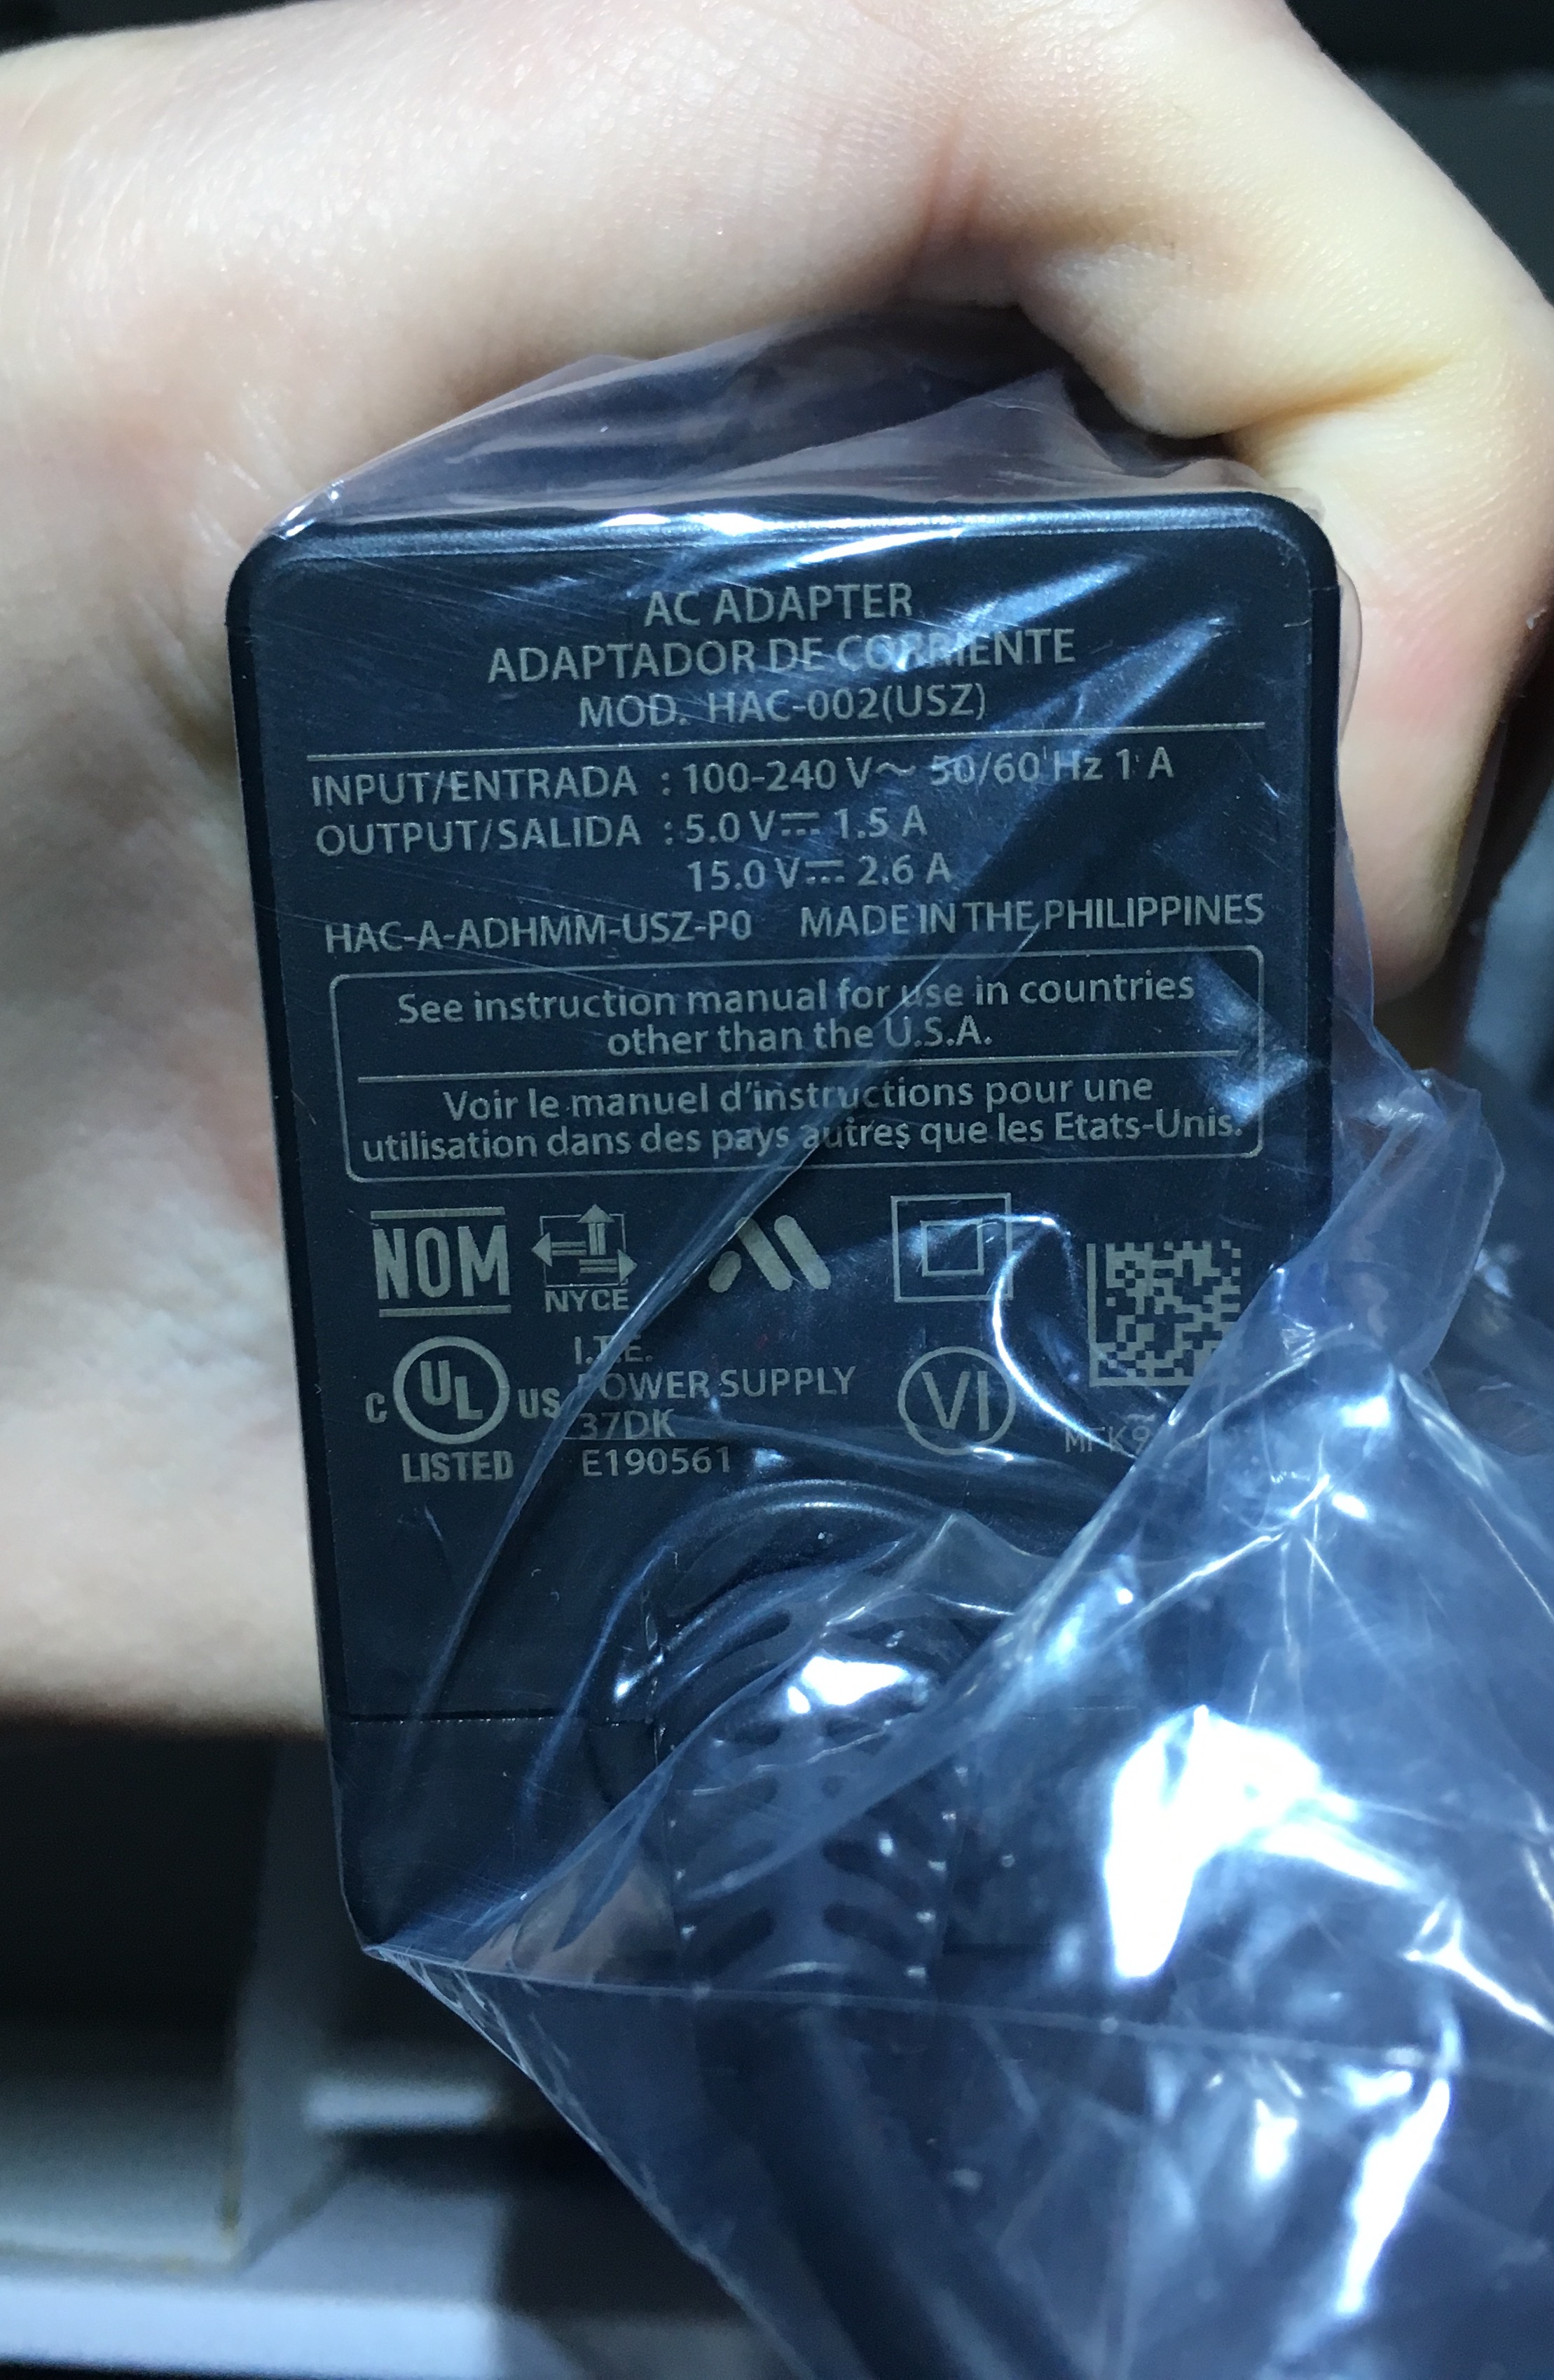 AC ADAPTER
ADAPTADOR DE CORRIENTE
MOD. HAC-002(USZ)
INPUT/ENTRADA : 100-240 V~ 50/60 Hz 1 A
OUTPUT/SALIDA : 5.0 V⎓ 1.5 A
15.0 V⎓ 2.6 A
HAC-A-ADHMM-USZ-P0 MADE IN THE PHILIPPINES
See instruction manual for use in countries
other than the U.S.A.
Voir le manuel d'instructions pour une
utilisation dans des pays autres que les Etats-Unis.
NOM
NYCE
I.T.E.
C UL US POWER SUPPLY VI
37DK
LISTED E190561